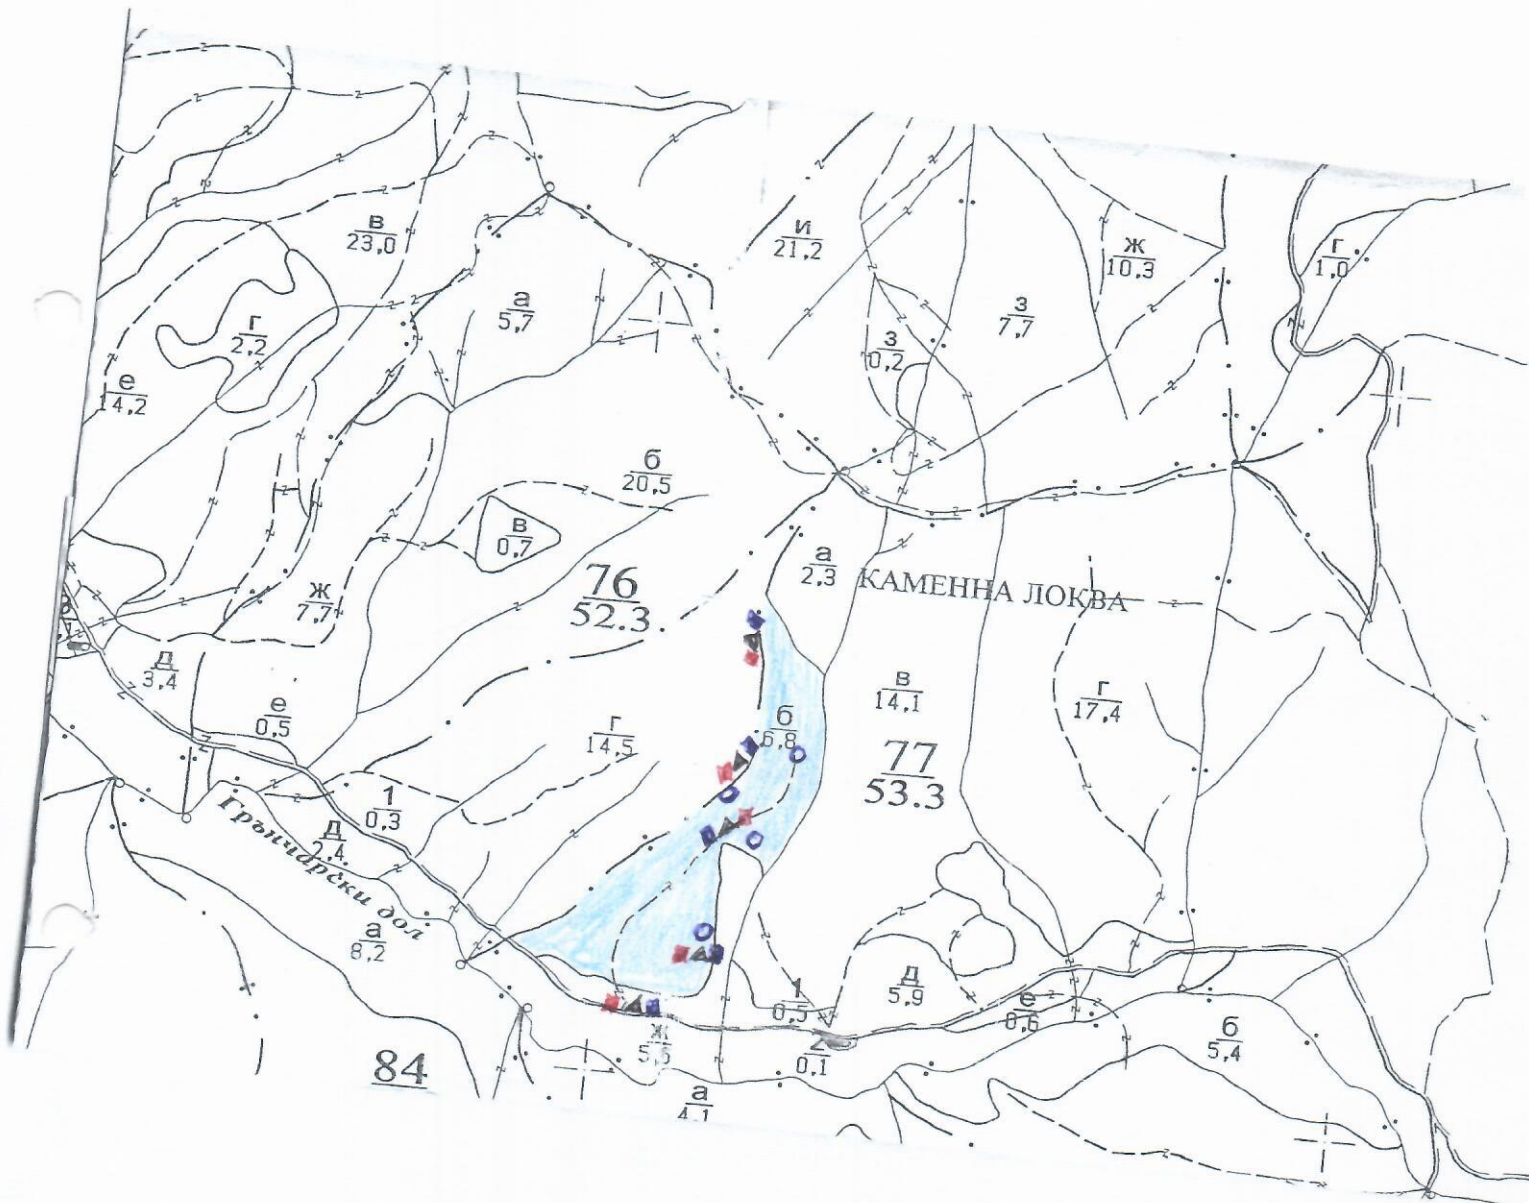 в
23,0
и
21,2
ж
10,3
г
1,0
а
5,7
з
7,7
г
2,2
з
0,2
е
14,2
б
20,5
в
0,7
а
2,3
КАМЕННА ЛОКВА
76
52.3
ж
7,7
д
3,4
е
0,5
г
14,5
б
6,8
в
14,1
г
17,4
77
53.3
1
0,3
д
2,4
Грънчарски дол
а
8,2
1
0,5
д
5,9
е
0,6
б
5,4
ж
2
0,1
84
а
4,1